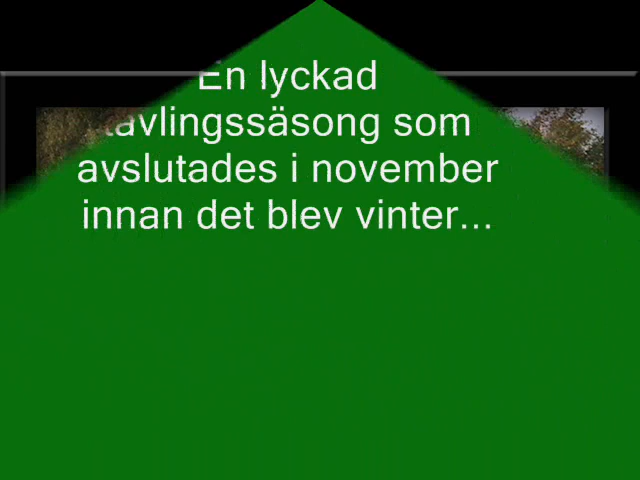 En lyckad
tävlingssäsong som
avslutades i november
innan det blev vinter...